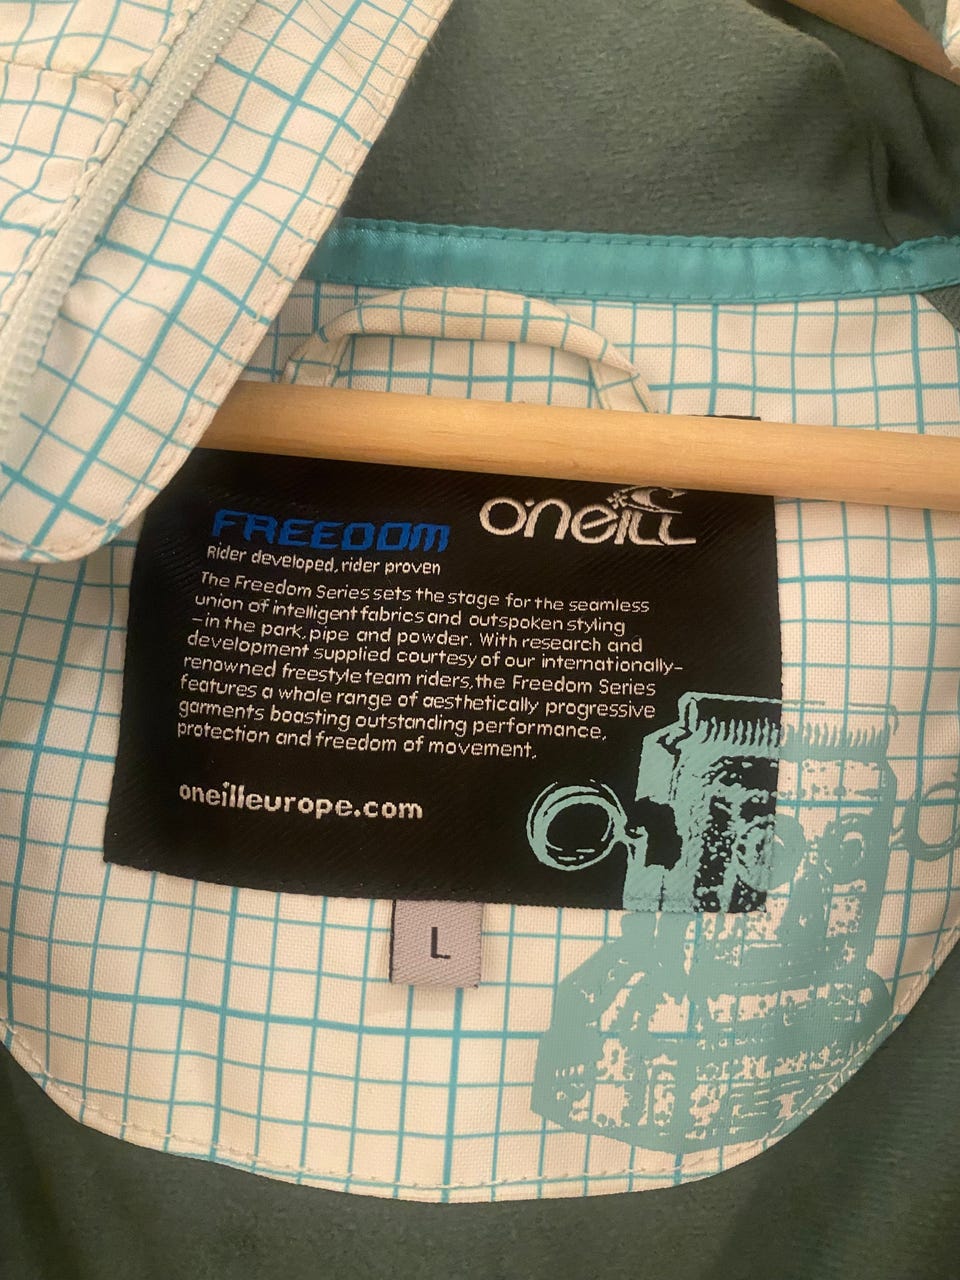 O'NEILL
FREEDOM
Rider developed, rider proven
The Freedom Series sets the stage for the seamless
union of intelligent fabrics and outspoken styling
-in the park, pipe and powder. With research and
development supplied courtesy of our internationally-
renowned freestyle team riders, the Freedom Series
features a whole range of aesthetically progressive
garments boasting outstanding performance,
protection and freedom of movement.
oneilleurope.com
L